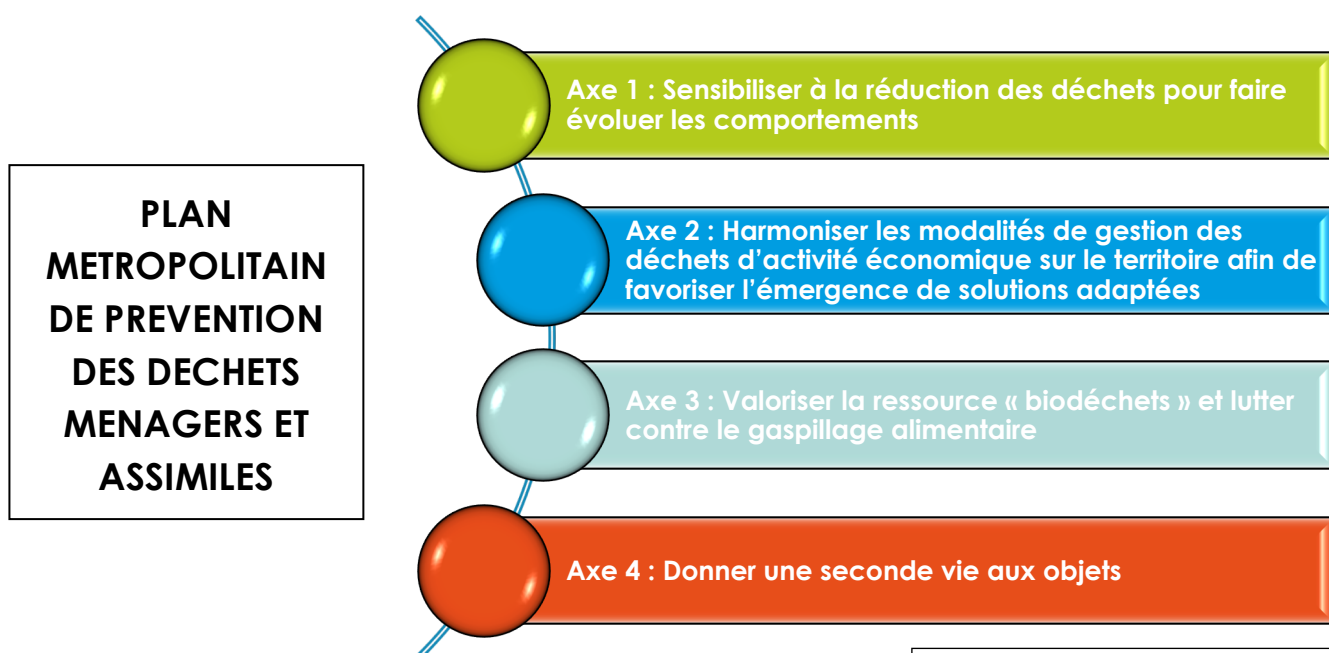 PLAN
METROPOLITAIN
DE PREVENTION
DES DECHETS
MENAGERS ET
ASSIMILES
Axe 1 : Sensibiliser à la réduction des déchets pour faire
évoluer les comportements
Axe 2 : Harmoniser les modalités de gestion des
déchets d’activité économique sur le territoire afin de
favoriser l’émergence de solutions adaptées
Axe 3 : Valoriser la ressource « biodéchets » et lutter
contre le gaspillage alimentaire
Axe 4 : Donner une seconde vie aux objets